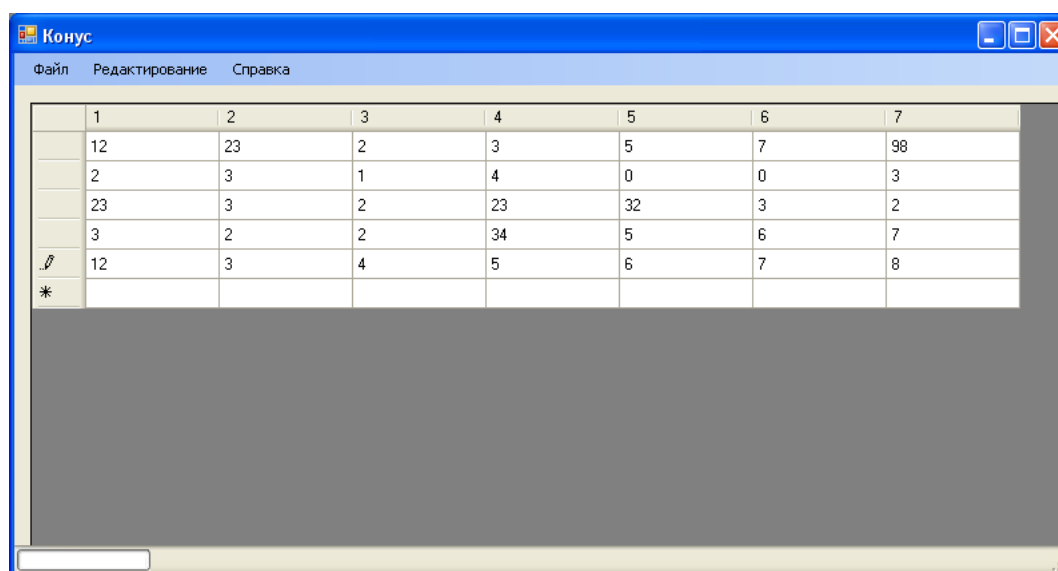 Конус
Файл Редактирование Справка
1 2 3 4 5 6 7
12 23 2 3 5 7 98
2 3 1 4 0 0 3
23 3 2 23 32 3 2
3 2 2 34 5 6 7
12 3 4 5 6 7 8